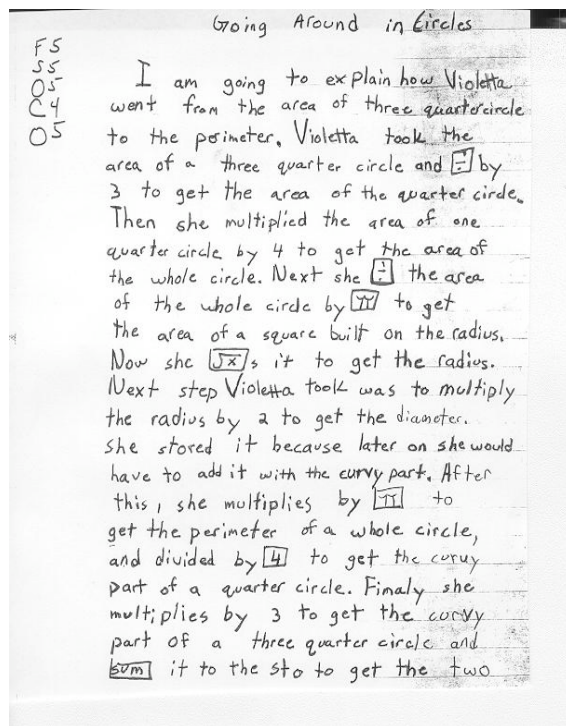 Going Around in Circles
F5
S5
O5
C4
O5
I am going to explain how Violetta
went from the area of three quarter circle
to the perimeter. Violetta took the
area of a three quarter circle and ÷ by
3 to get the area of the quarter circle.
Then she multiplied the area of one
quarter circle by 4 to get the area of
the whole circle. Next she ÷ the area
of the whole circle by π to get
the area of a square built on the radius.
Now she √x s it to get the radius.
Next step Violetta took was to multiply
the radius by 2 to get the diameter.
She stored it because later on she would
have to add it with the curvy part. After
this, she multiplies by π to
get the perimeter of a whole circle,
and divided by 4 to get the curvy
part of a quarter circle. Finaly she
multiplies by 3 to get the curvy
part of a three quarter circle and
sum it to the sto to get the two